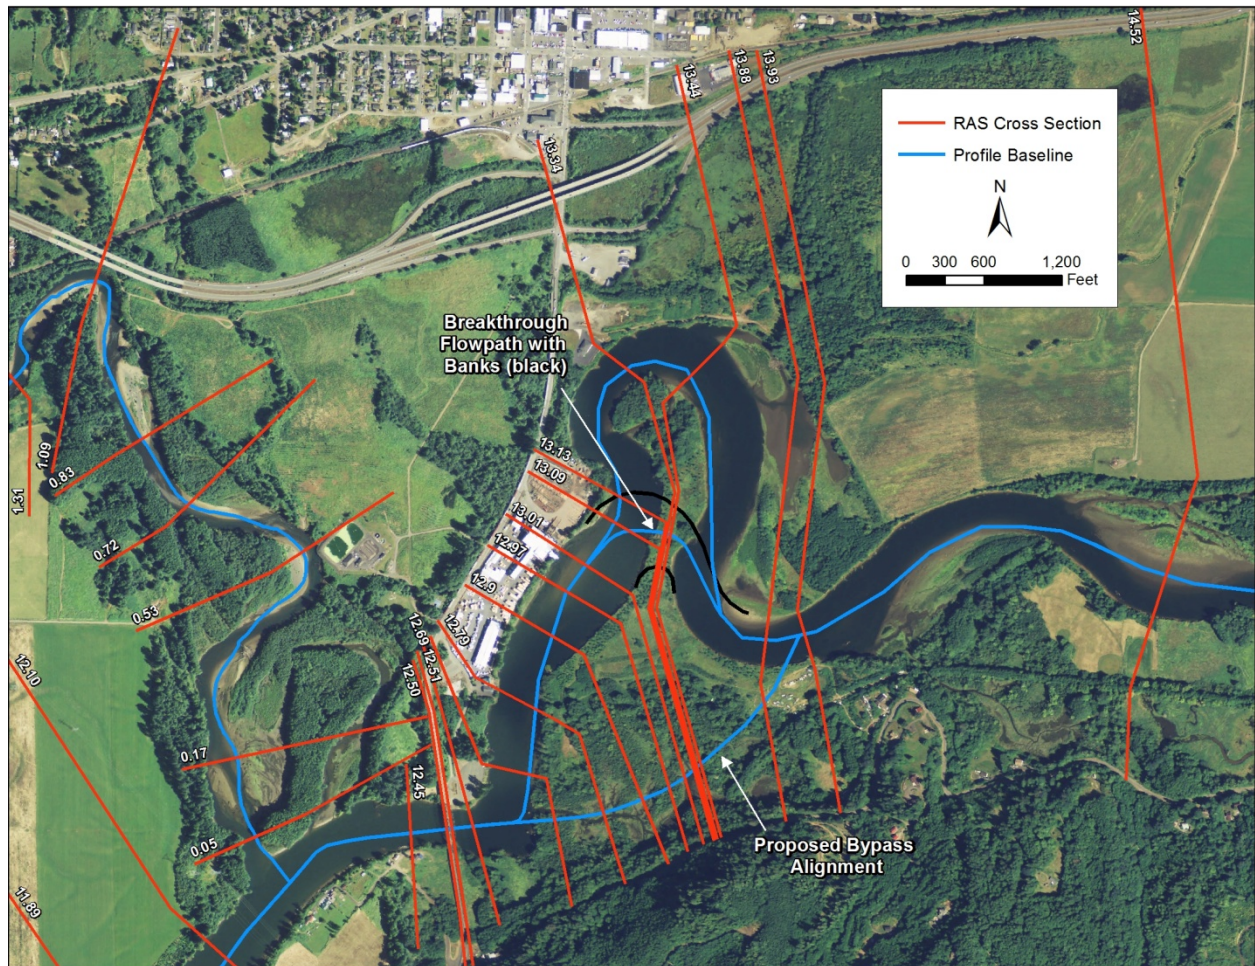 14.52
13.93
13.88
13.44
13.34
RAS Cross Section
Profile Baseline
N
0 300 600 1,200
Feet
Breakthrough
Flowpath with
Banks (black)
1.09
1.31
0.83
0.72
0.53
13.13
13.09
13.01
12.97
12.9
12.79
12.69
12.51
12.50
12.45
12.10
0.17
0.05
11.89
Proposed Bypass
Alignment